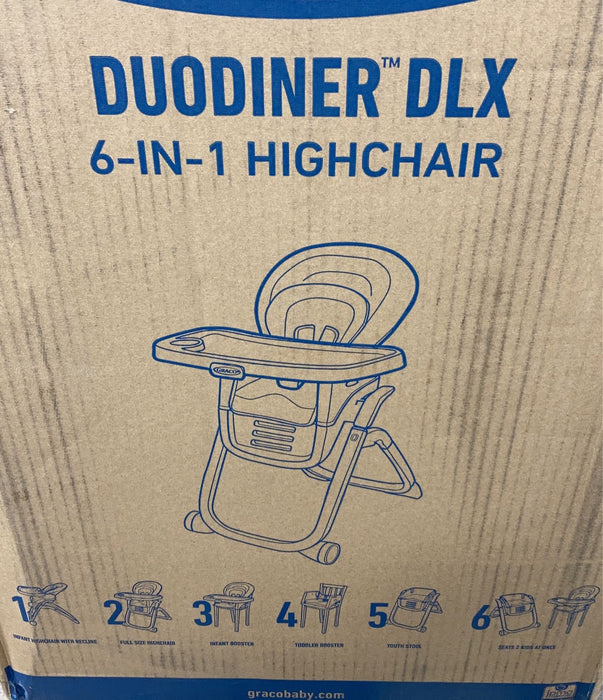 DUODINER™ DLX
6-IN-1 HIGHCHAIR
GRACO
1 2 3 4 5 6
INFANT HIGHCHAIR WITH RECLINE
FULL SIZE HIGHCHAIR
INFANT BOOSTER
TODDLER BOOSTER
YOUTH STOOL
SEATS 2 KIDS AT ONCE
gracobaby.com
jpma